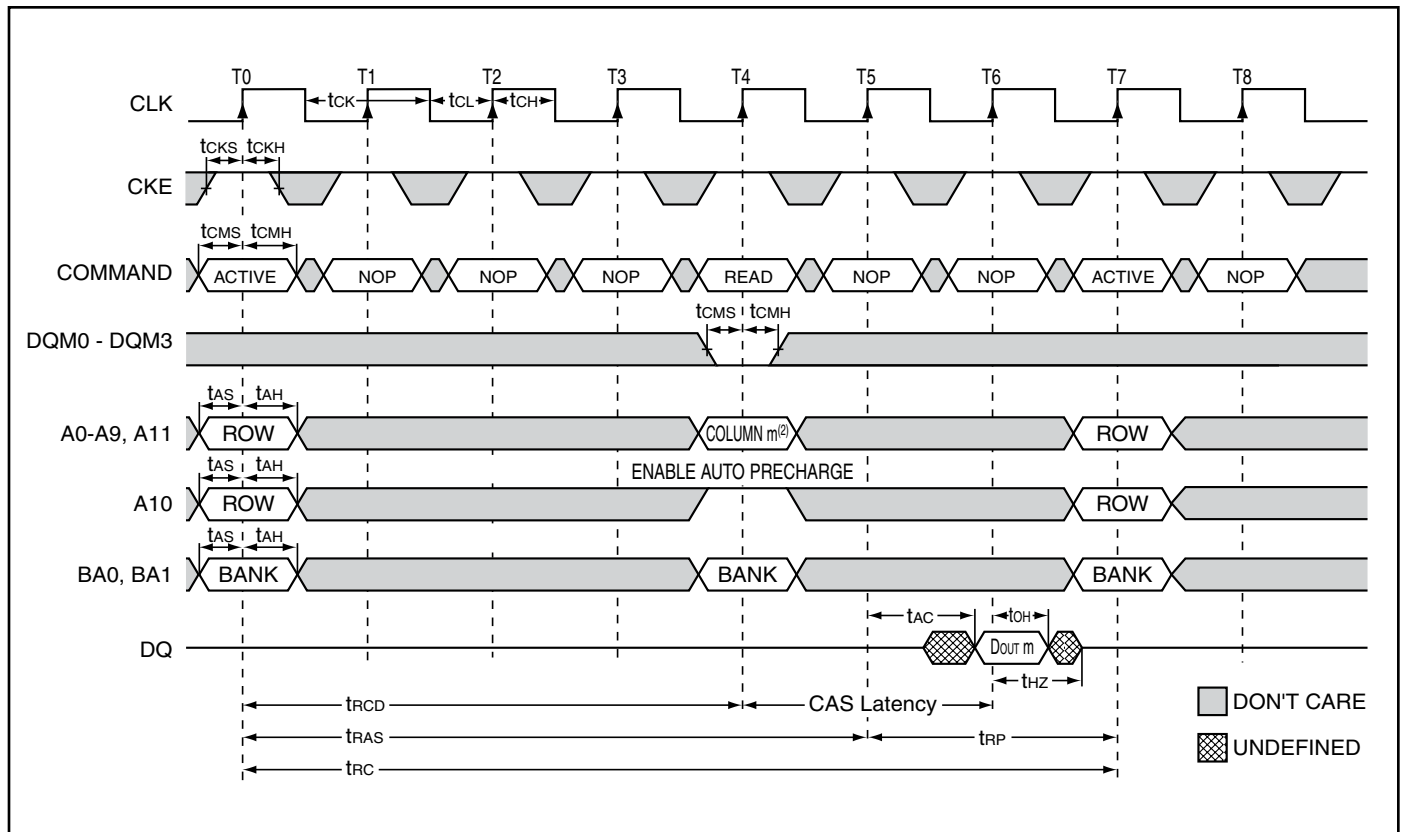 T0 T1 T2 T3 T4 T5 T6 T7 T8
CLK tCK tCL tCH
tCKS tCKH
CKE
tCMS tCMH
COMMAND ACTIVE NOP NOP NOP READ NOP NOP ACTIVE NOP
tCMS tCMH
DQM0 - DQM3
tAS tAH
A0-A9, A11 ROW COLUMN m(2) ROW
tAS tAH ENABLE AUTO PRECHARGE
A10 ROW ROW
tAS tAH
BA0, BA1 BANK BANK BANK
tAC tOH
DQ DOUT m
tHZ
tRCD CAS Latency DON'T CARE
tRAS tRP
UNDEFINED
tRC